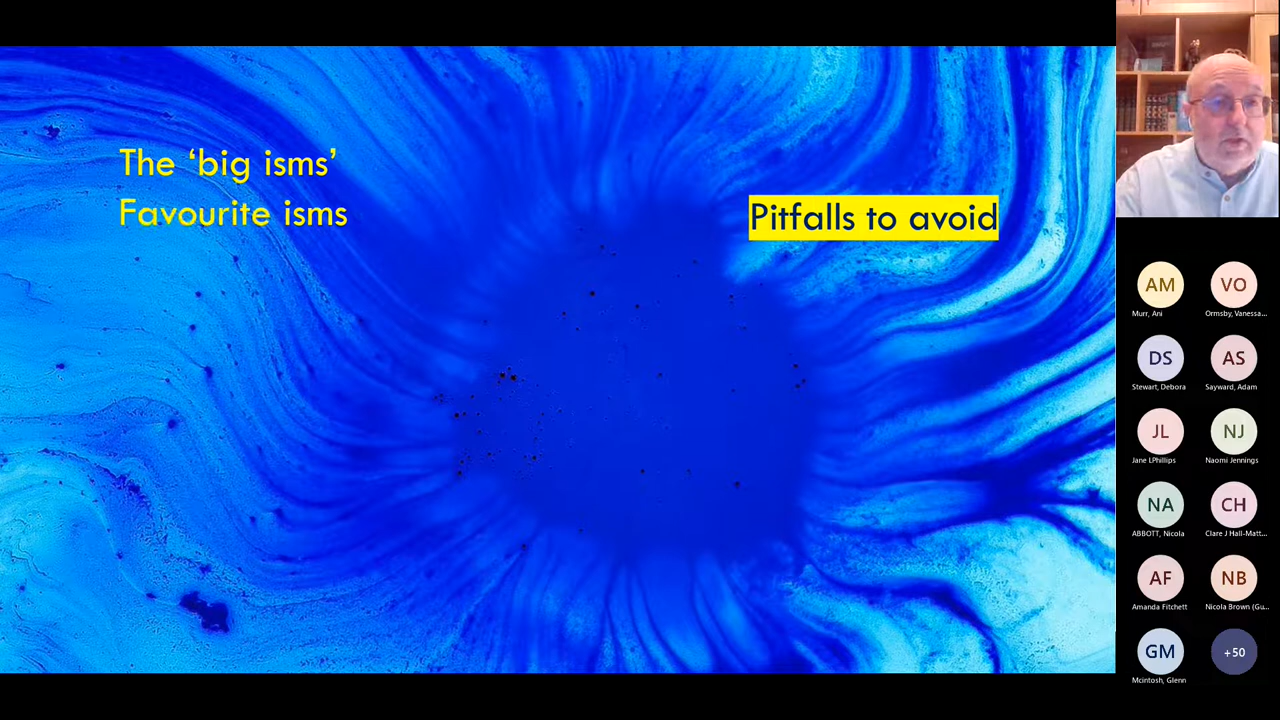 The ‘big isms’
Favourite isms
Pitfalls to avoid
AM
Murr, Ani
VO
Ormsby, Vanessa...
DS
Stewart, Debora
AS
Sayward, Adam
JL
Jane LPhillips
NJ
Naomi Jennings
NA
ABBOTT, Nicola
CH
Clare J Hall-Matt...
AF
Amanda Fitchett
NB
Nicola Brown (Gu...
GM
Mcintosh, Glenn
+50